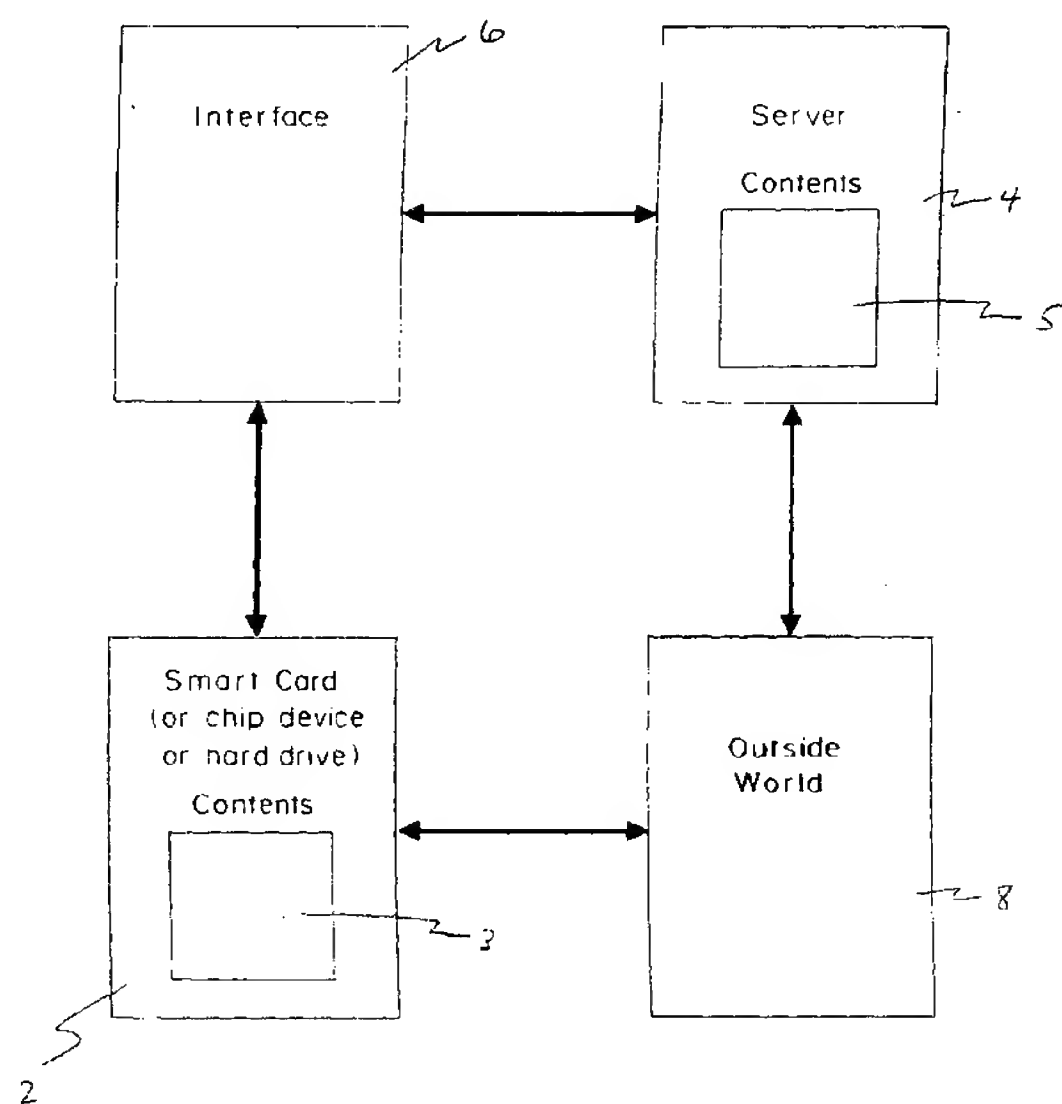 6
Interface
Server
Contents
4
5
Smart Card
(or chip device
or hard drive)
Contents
3
2
Outside
World
8